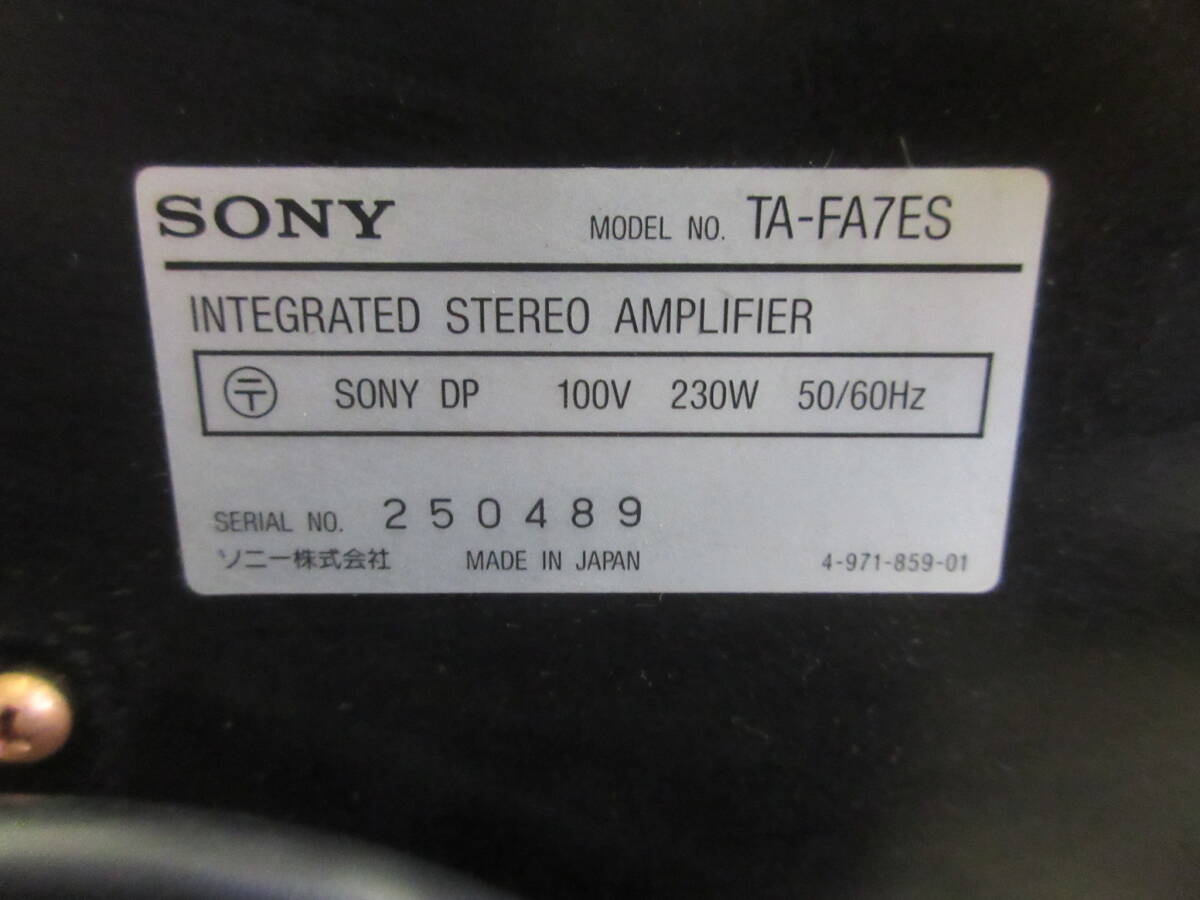 SONY MODEL NO. TA-FA7ES
INTEGRATED STEREO AMPLIFIER
〒 SONY DP 100V 230W 50/60Hz
SERIAL NO. 250489
ソニー株式会社 MADE IN JAPAN 4-971-859-01